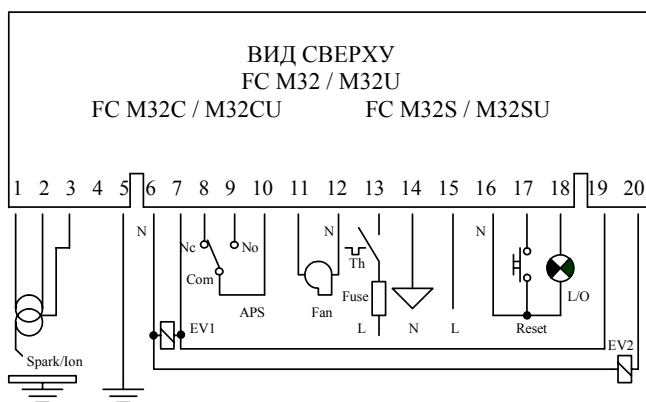 ВИД СВЕРХУ
FC M32 / M32U
FC M32C / M32CU FC M32S / M32SU
1 2 3 4 5 6 7 8 9 10 11 12 13 14 15 16 17 18 19 20
N N N
Nc No Th
Com
Fuse L/O
APS Fan L N L Reset
EV1 EV2
Spark/Ion